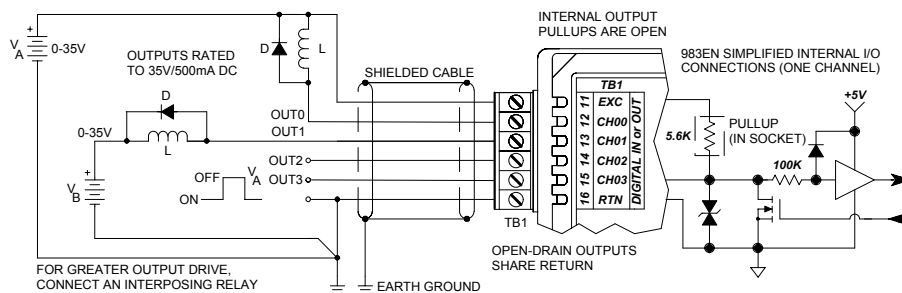 INTERNAL OUTPUT
PULLUPS ARE OPEN
+
V
A
0-35V
OUTPUTS RATED
TO 35V/500mA DC
D
L
983EN SIMPLIFIED INTERNAL I/O
CONNECTIONS (ONE CHANNEL)
SHIELDED CABLE
TB1
+5V
D
11 EXC
12 CH00
13 CH01
14 CH02
15 CH03
16 RTN
DIGITAL IN or OUT
5.6K
PULLUP
(IN SOCKET)
OUT0
OUT1
0-35V
L
+
V
B
OUT2
OUT3
OFF
ON
V
A
100K
TB1
OPEN-DRAIN OUTPUTS
SHARE RETURN
FOR GREATER OUTPUT DRIVE,
CONNECT AN INTERPOSING RELAY
EARTH GROUND